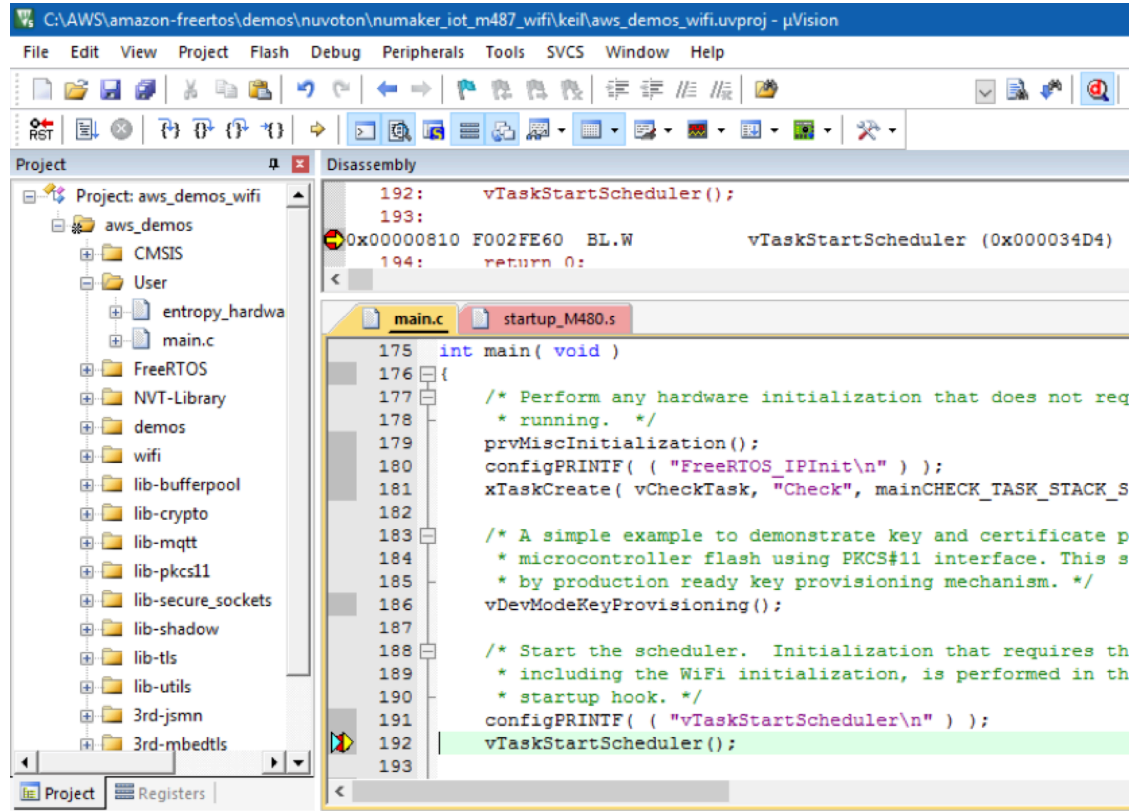 C:\AWS\amazon-freertos\demos\nuvoton\numaker_iot_m487_wifi\keil\aws_demos_wifi.uvproj - µVision
File Edit View Project Flash Debug Peripherals Tools SVCS Window Help
RST
Project
Project: aws_demos_wifi
aws_demos
CMSIS
User
entropy_hardwa
main.c
FreeRTOS
NVT-Library
demos
wifi
lib-bufferpool
lib-crypto
lib-mqtt
lib-pkcs11
lib-secure_sockets
lib-shadow
lib-tls
lib-utils
3rd-jsmn
3rd-mbedtls
Project Registers
Disassembly
192: vTaskStartScheduler();
193:
0x00000810 F002FE60 BL.W vTaskStartScheduler (0x000034D4)
194: return 0;
main.c startup_M480.s
175 int main( void )
176 {
177 /* Perform any hardware initialization that does not req
178 * running. */
179 prvMiscInitialization();
180 configPRINTF( ( "FreeRTOS_IPInit\n" ) );
181 xTaskCreate( vCheckTask, "Check", mainCHECK_TASK_STACK_S
182
183 /* A simple example to demonstrate key and certificate p
184 * microcontroller flash using PKCS#11 interface. This s
185 * by production ready key provisioning mechanism. */
186 vDevModeKeyProvisioning();
187
188 /* Start the scheduler. Initialization that requires th
189 * including the WiFi initialization, is performed in th
190 * startup hook. */
191 configPRINTF( ( "vTaskStartScheduler\n" ) );
192 vTaskStartScheduler();
193